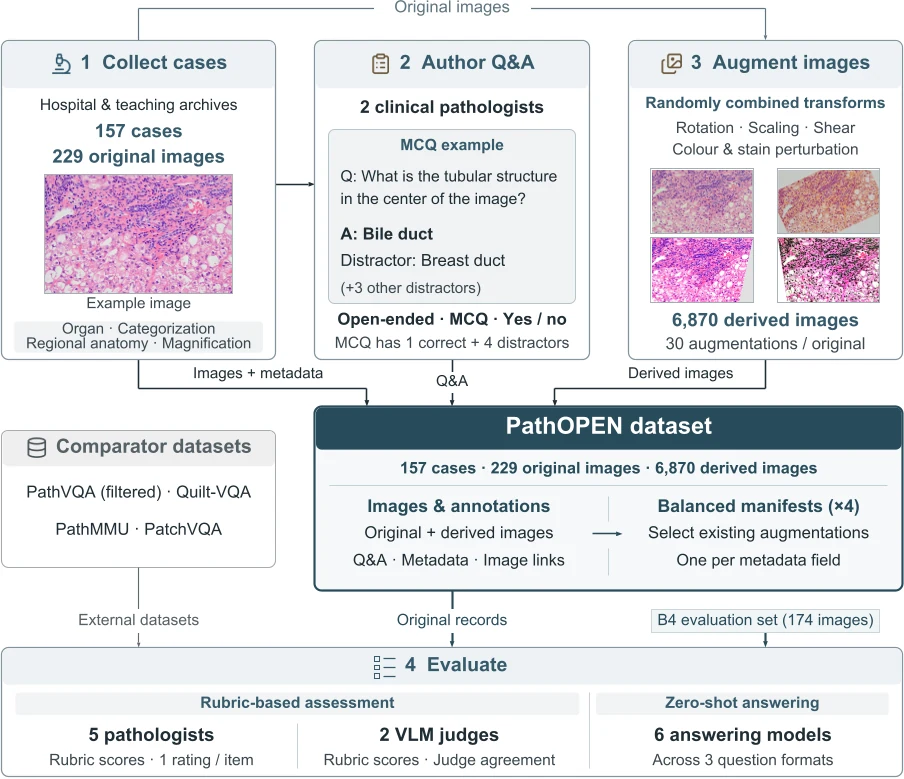 Original images
1 Collect cases
Hospital & teaching archives
157 cases
229 original images
Example image
Organ · Categorization
Regional anatomy · Magnification
2 Author Q&A
2 clinical pathologists
MCQ example
Q: What is the tubular structure
in the center of the image?
A: Bile duct
Distractor: Breast duct
(+3 other distractors)
Open-ended · MCQ · Yes / no
MCQ has 1 correct + 4 distractors
3 Augment images
Randomly combined transforms
Rotation · Scaling · Shear
Colour & stain perturbation
6,870 derived images
30 augmentations / original
Images + metadata
Q&A
Derived images
Comparator datasets
PathVQA (filtered) · Quilt-VQA
PathMMU · PatchVQA
PathOPEN dataset
157 cases · 229 original images · 6,870 derived images
Images & annotations
Original + derived images
Q&A · Metadata · Image links
Balanced manifests (×4)
Select existing augmentations
One per metadata field
External datasets
Original records
B4 evaluation set (174 images)
4 Evaluate
Rubric-based assessment
5 pathologists
Rubric scores · 1 rating / item
2 VLM judges
Rubric scores · Judge agreement
Zero-shot answering
6 answering models
Across 3 question formats